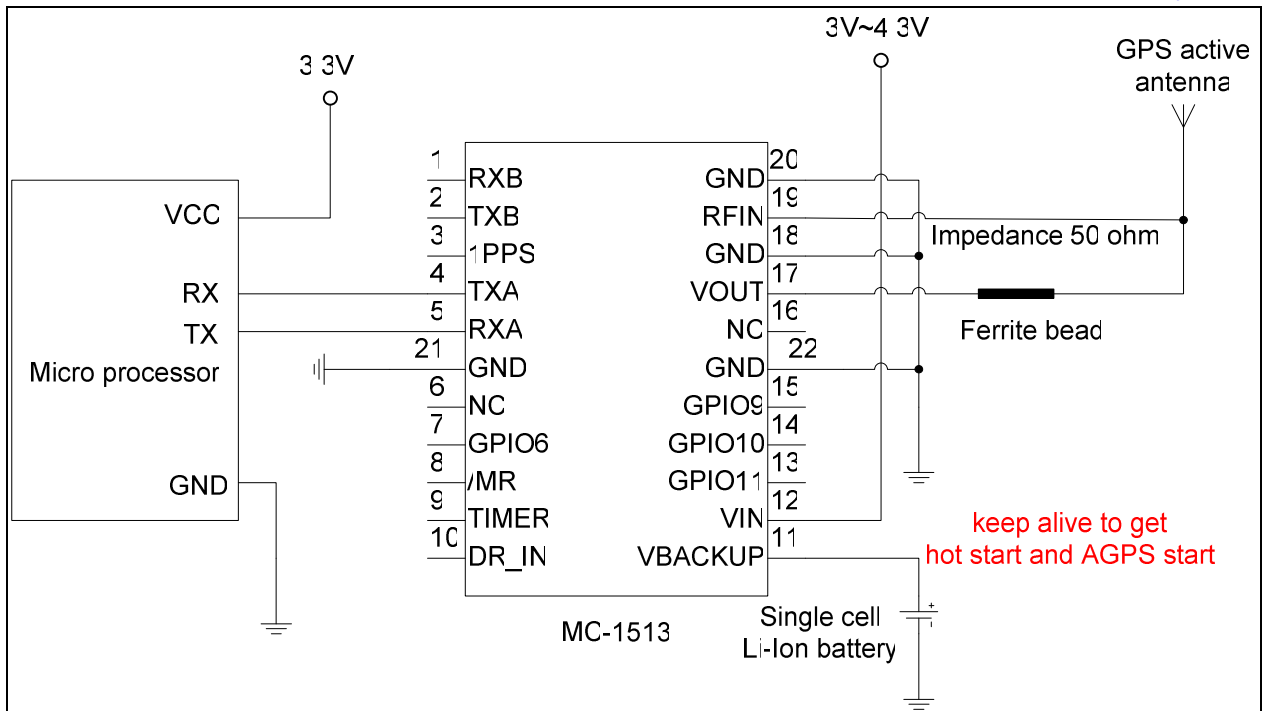 3V~4 3V
3 3V
GPS active
antenna
1
RXB
2
TXB
3
1PPS
4
TXA
5
RXA
21
GND
6
NC
7
GPIO6
8
/MR
9
TIMER
10
DR_IN
20
GND
19
RFIN
18
GND
17
VOUT
16
NC
22
GND
15
GPIO9
14
GPIO10
13
GPIO11
12
VIN
11
VBACKUP
VCC
RX
TX
Micro processor
GND
Impedance 50 ohm
Ferrite bead
keep alive to get
hot start and AGPS start
Single cell
Li-Ion battery
+
-
MC-1513